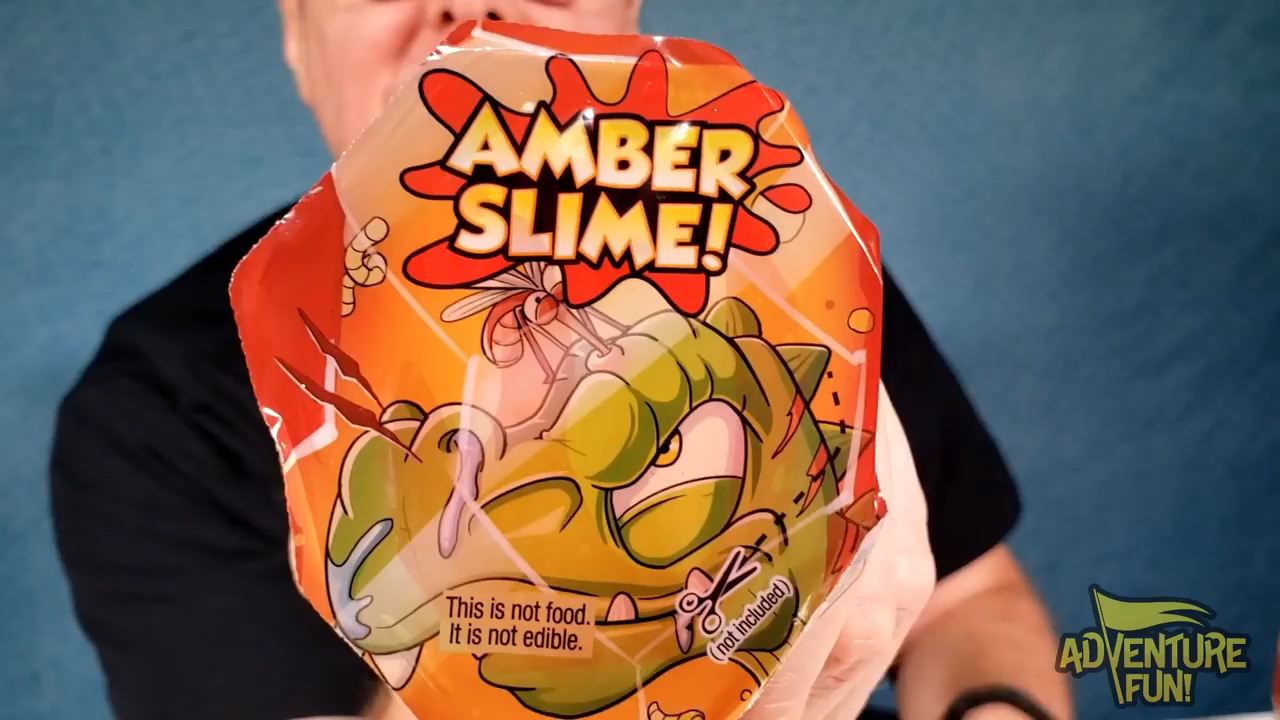 AMBER
SLIME!
This is not food.
It is not edible.
(not included)
ADVENTURE
FUN!